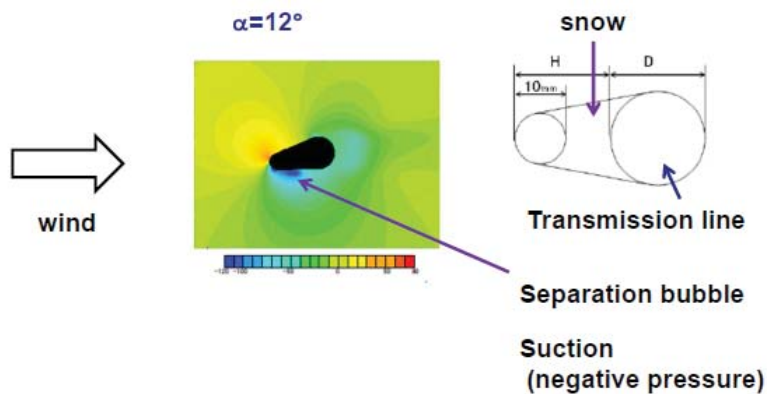 α=12°
snow
H
D
10mm
wind
Transmission line
Separation bubble
Suction
(negative pressure)